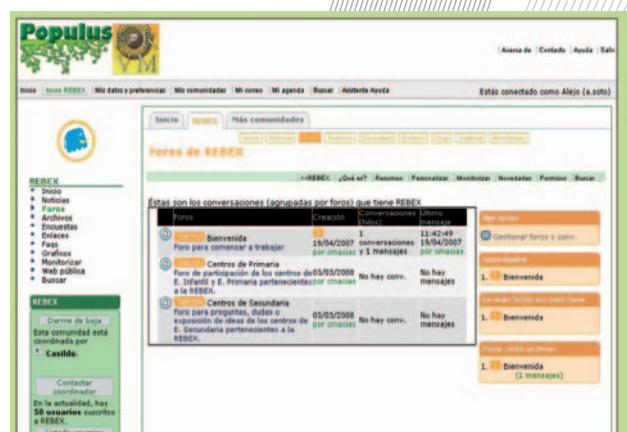 Populus
VM
Acerca de Contacto Ayuda Salir
Inicio Inicio REBEX Mis datos y preferencias Mis comunidades Mi correo Mi agenda Buscar Asistente Ayuda
Estás conectado como Alejo (a.soto)
Inicio REBEX Más comunidades
Foros de REBEX
<<REBEX ¿Qué es? Resumen Personalizar Monitorizar Novedades Permisos Buscar
REBEX
Inicio
Noticias
Foros
Archivos
Encuestas
Enlaces
Faqs
Graficos
Monitorizar
Web pública
Buscar
REBEX
Darme de baja
Esta comunidad está
coordinada por
Casildo.
Contactar
coordinador
En la actualidad, hay
50 usuarios suscritos
a REBEX.
Éstas son los conversaciones (agrupadas por foros) que tiene REBEX
Foros Creación Conversaciones (hilos) Último mensaje
Bienvenida
Foro para comenzar a trabajar
19/04/2007
por cmacias
1
conversaciones
y 1 mensajes
11:42:49
19/04/2007
por cmacias
Centros de Primaria
Foro de participación de los centros de
E. Infantil y E. Primaria pertenecientes
a la REBEX.
03/03/2008
por cmacias
No hay conv.
No hay
mensajes
Centros de Secundaria
Foro para preguntas, dudas o
exposición de ideas de los centros de
E. Secundaria pertenecientes a la
REBEX.
03/03/2008
por cmacias
No hay conv.
No hay
mensajes
Gestionar foros y conv.
1. Bienvenida
1. Bienvenida
1. Bienvenida
(1 mensajes)